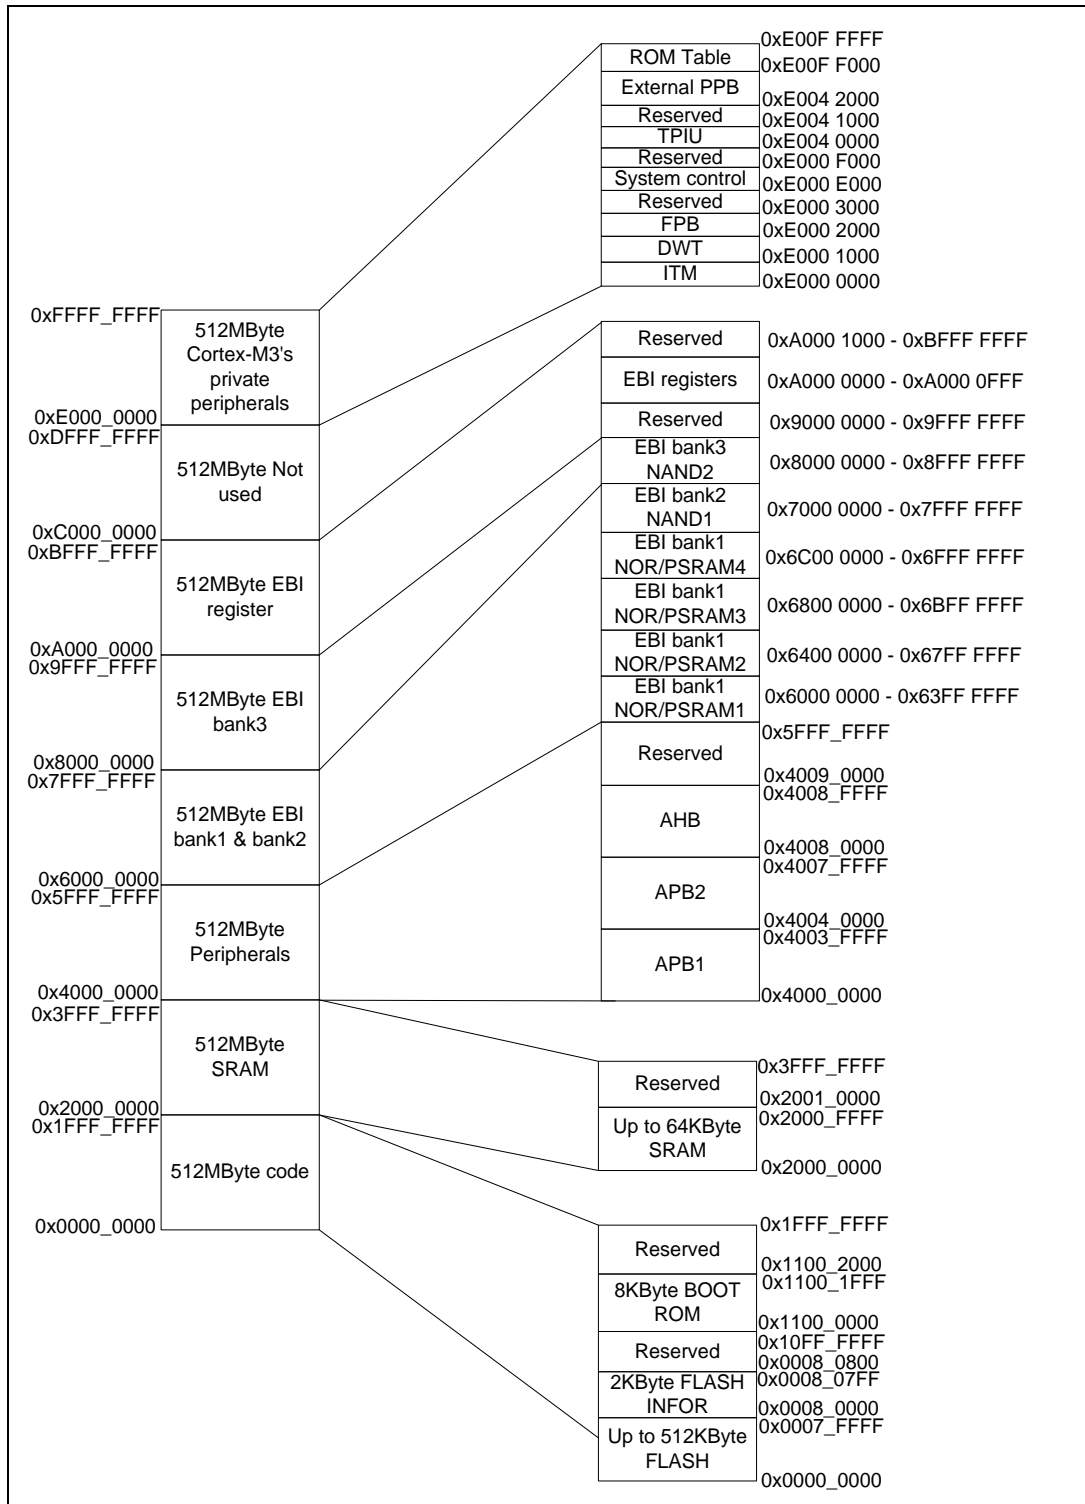 0xE00F FFFF
ROM Table
0xE00F F000
External PPB
0xE004 2000
Reserved
0xE004 1000
TPIU
0xE004 0000
Reserved
0xE000 F000
System control
0xE000 E000
Reserved
0xE000 3000
FPB
0xE000 2000
DWT
0xE000 1000
ITM
0xE000 0000
0xFFFF_FFFF
512MByte
Cortex-M3's
private
peripherals
0xE000_0000
0xDFFF_FFFF
512MByte Not
used
0xC000_0000
0xBFFF_FFFF
512MByte EBI
register
0xA000_0000
0x9FFF_FFFF
512MByte EBI
bank3
0x8000_0000
0x7FFF_FFFF
512MByte EBI
bank1 & bank2
0x6000_0000
0x5FFF_FFFF
512MByte
Peripherals
0x4000_0000
0x3FFF_FFFF
512MByte
SRAM
0x2000_0000
0x1FFF_FFFF
512MByte code
0x0000_0000
Reserved 0xA000 1000 - 0xBFFF FFFF
EBI registers 0xA000 0000 - 0xA000 0FFF
Reserved 0x9000 0000 - 0x9FFF FFFF
EBI bank3
NAND2 0x8000 0000 - 0x8FFF FFFF
EBI bank2
NAND1 0x7000 0000 - 0x7FFF FFFF
EBI bank1
NOR/PSRAM4 0x6C00 0000 - 0x6FFF FFFF
EBI bank1
NOR/PSRAM3 0x6800 0000 - 0x6BFF FFFF
EBI bank1
NOR/PSRAM2 0x6400 0000 - 0x67FF FFFF
EBI bank1
NOR/PSRAM1 0x6000 0000 - 0x63FF FFFF
0x5FFF_FFFF
Reserved
0x4009_0000
0x4008_FFFF
AHB
0x4008_0000
0x4007_FFFF
APB2
0x4004_0000
0x4003_FFFF
APB1
0x4000_0000
0x3FFF_FFFF
Reserved
0x2001_0000
0x2000_FFFF
Up to 64KByte
SRAM
0x2000_0000
0x1FFF_FFFF
Reserved
0x1100_2000
0x1100_1FFF
8KByte BOOT
ROM
0x1100_0000
0x10FF_FFFF
Reserved
0x0008_0800
0x0008_07FF
2KByte FLASH
INFOR
0x0008_0000
0x0007_FFFF
Up to 512KByte
FLASH
0x0000_0000